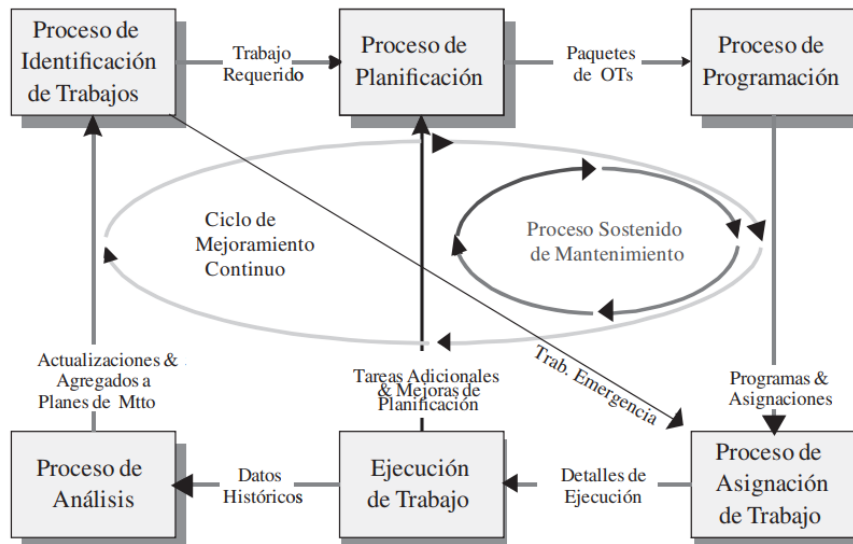 Proceso de
Identificación
de Trabajos
Trabajo
Requerido
Proceso de
Planificación
Paquetes
de OTs
Proceso de
Programación
Ciclo de
Mejoramiento
Continuo
Proceso Sostenido
de Mantenimiento
Actualizaciones &
Agregados a
Planes de Mtto
Tareas Adicionales
& Mejoras de
Planificación
Trab. Emergencia
Programas &
Asignaciones
Proceso de
Análisis
Datos
Históricos
Ejecución
de Trabajo
Detalles de
Ejecución
Proceso de
Asignación
de Trabajo